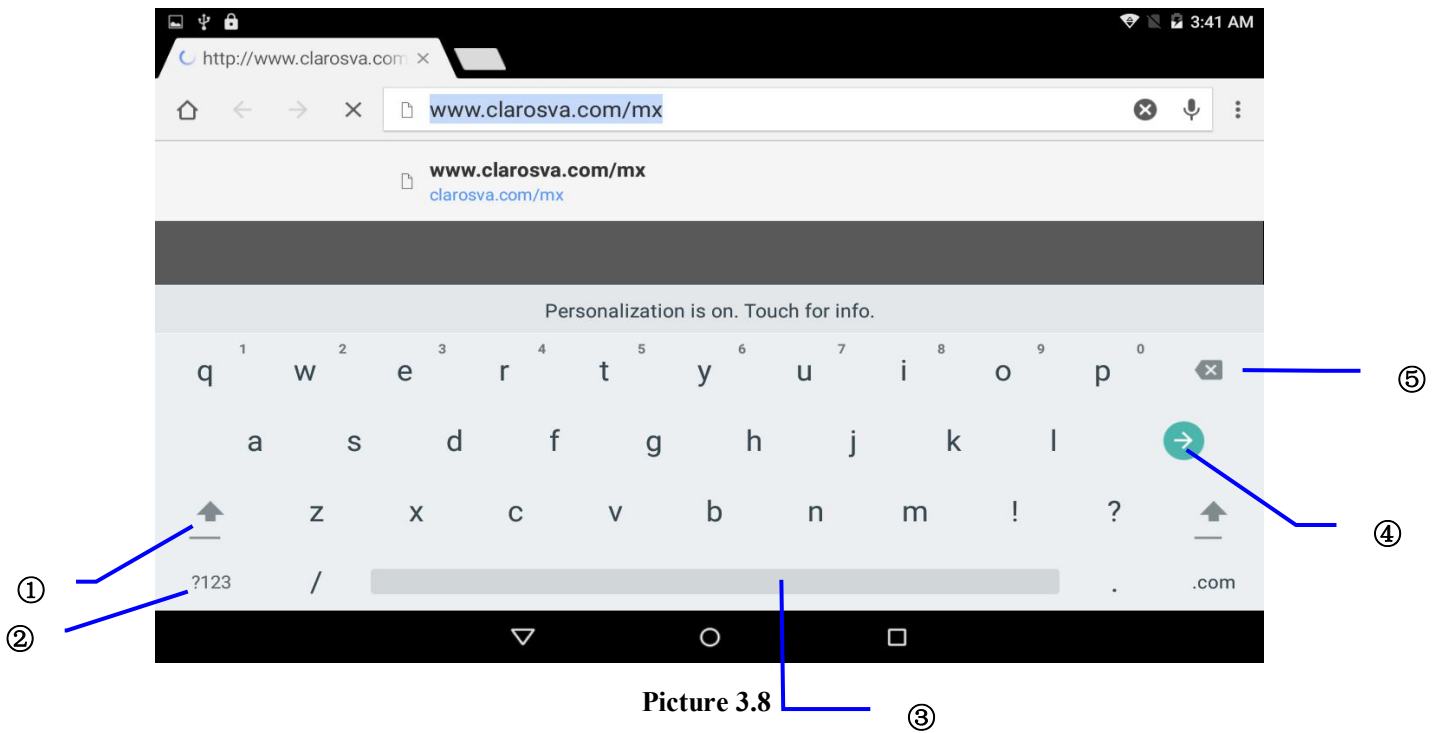 3:41 AM
http://www.clarosva.com
www.clarosva.com/mx
www.clarosva.com/mx
clarosva.com/mx
Personalization is on. Touch for info.
q 1 w 2 e 3 r 4 t 5 y 6 u 7 i 8 o 9 p 0
⑤
a s d f g h j k l
z x c v b n m ! ?
④
①
?123 / . .com
②
Picture 3.8
③